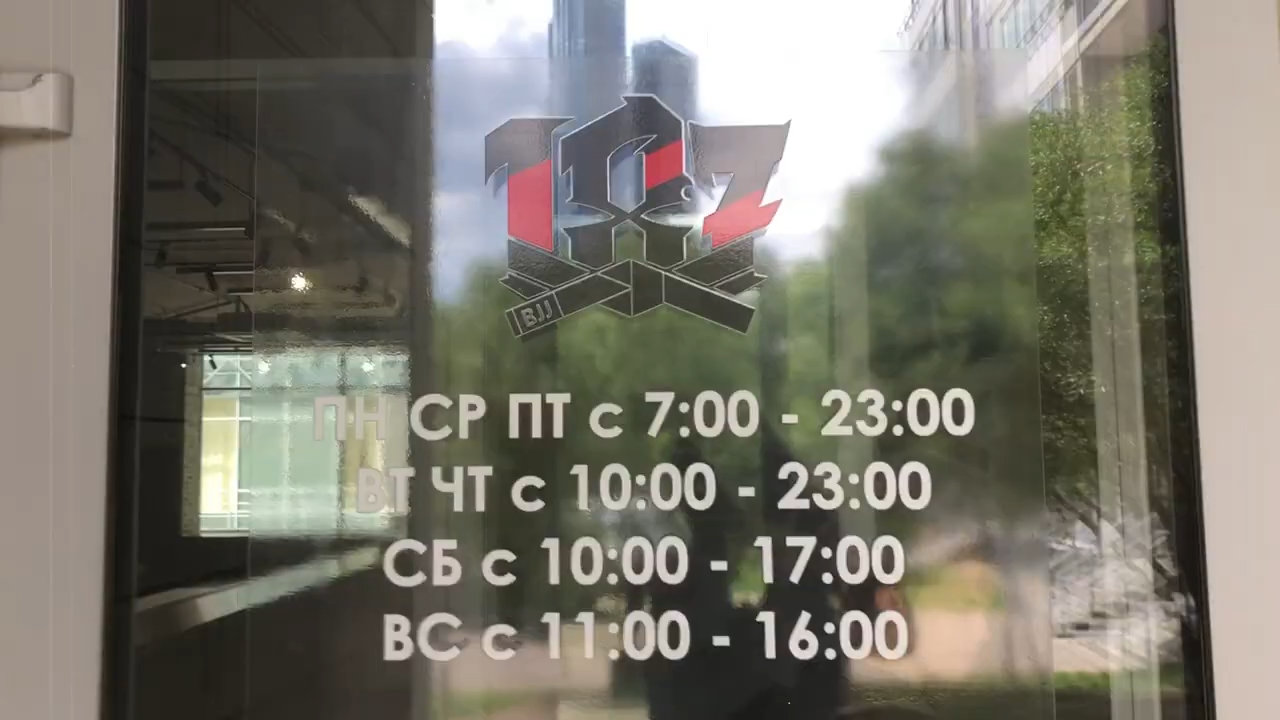 10Z
BJJ
ПН СР ПТ с 7:00 - 23:00
ВТ ЧТ с 10:00 - 23:00
СБ с 10:00 - 17:00
ВС с 11:00 - 16:00